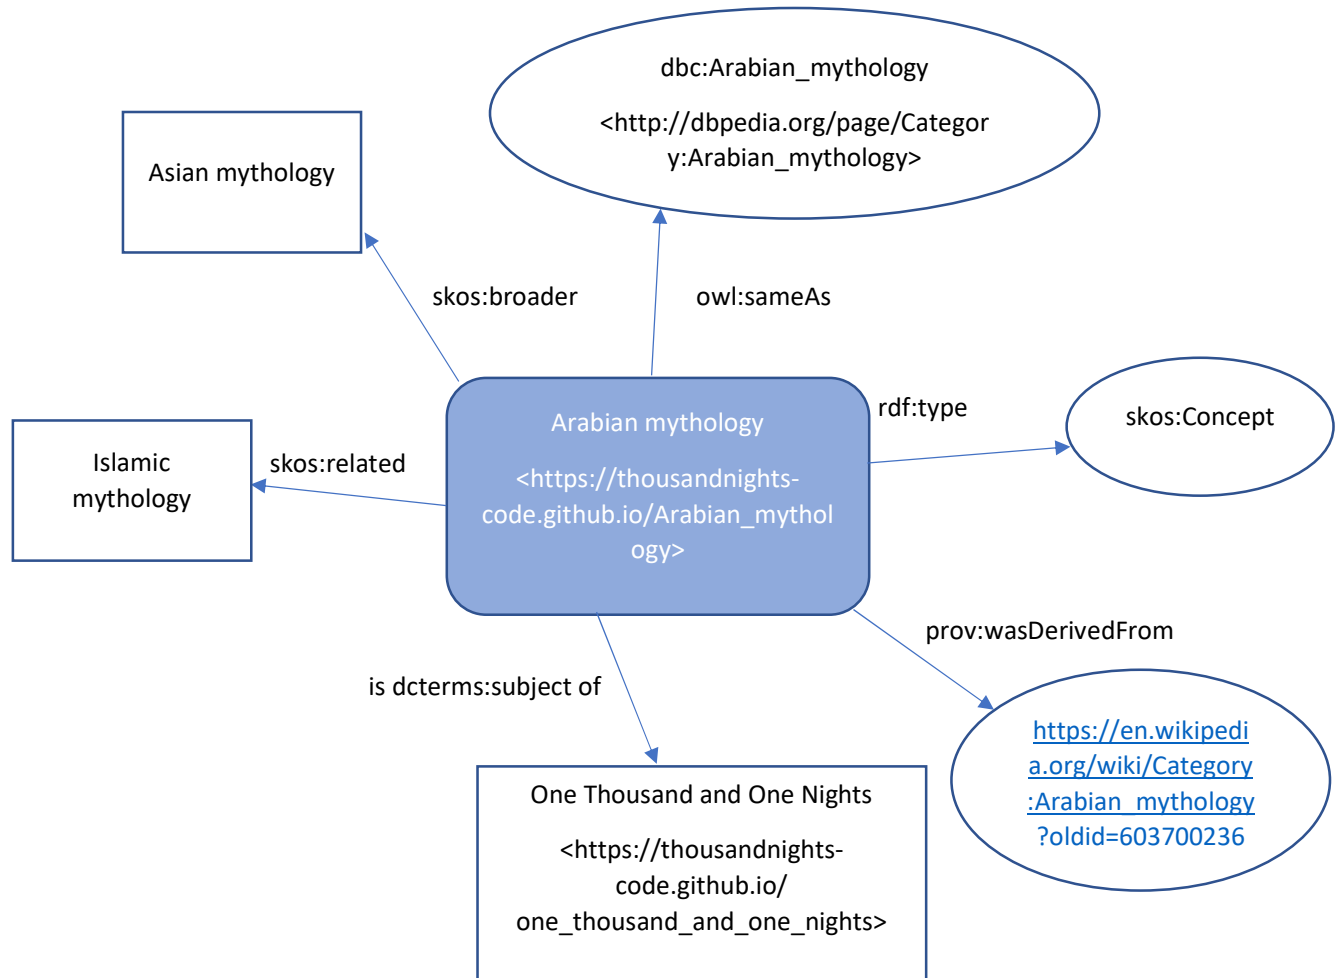 dbc:Arabian_mythology
<http://dbpedia.org/page/Categor
y:Arabian_mythology>
Asian mythology
skos:broader
owl:sameAs
Arabian mythology
<https://thousandnights-
code.github.io/Arabian_mythol
ogy>
rdf:type
skos:Concept
Islamic
mythology
skos:related
prov:wasDerivedFrom
is dcterms:subject of
https://en.wikipedi
a.org/wiki/Category
:Arabian_mythology
?oldid=603700236
One Thousand and One Nights
<https://thousandnights-
code.github.io/
one_thousand_and_one_nights>